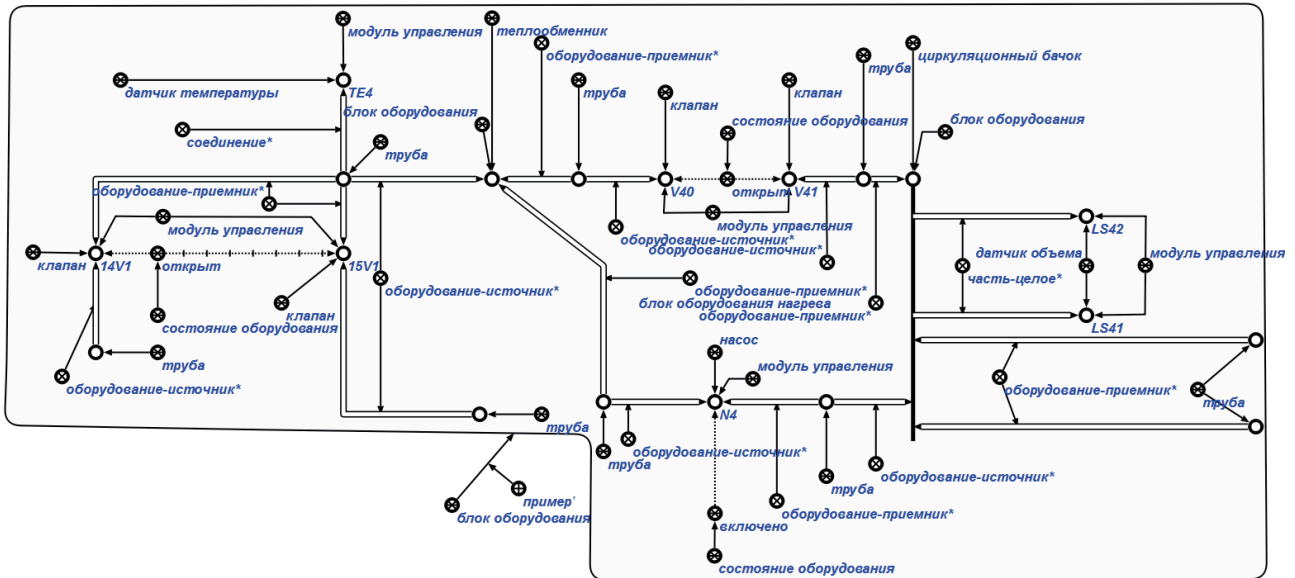 модуль управления
теплообменник
оборудование-приемник*
труба
циркуляционный бачок
датчик температуры
TE4
блок оборудования
труба
клапан
клапан
состояние оборудования
блок оборудования
соединение*
труба
оборудование-приемник*
V40
открыт
V41
модуль управления
модуль управления
LS42
оборудование-источник*
оборудование-источник*
датчик объема
модуль управления
клапан
14V1
открыт
15V1
часть-целое*
оборудование-источник*
оборудование-приемник*
блок оборудования нагрева
оборудование-приемник*
клапан
состояние оборудования
LS41
насос
труба
модуль управления
оборудование-источник*
оборудование-приемник*
труба
N4
труба
оборудование-источник*
труба
оборудование-источник*
труба
пример'
оборудование-приемник*
блок оборудования
включено
состояние оборудования